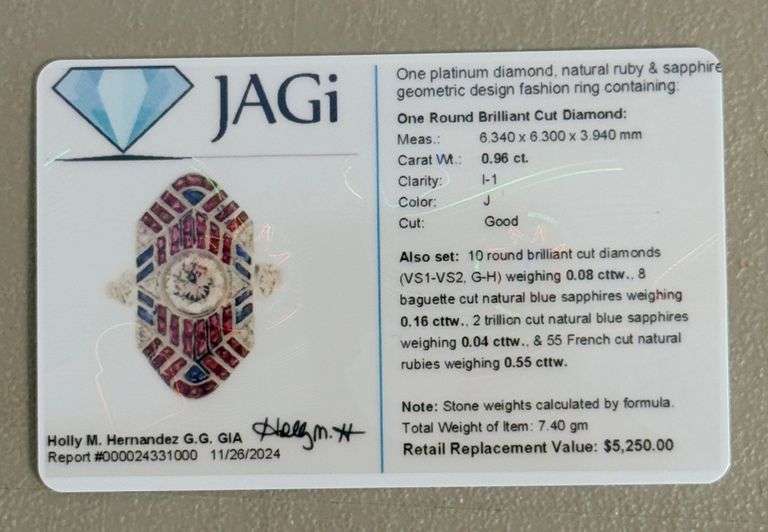 JAGi
Holly M. Hernandez G.G. GIA Holly M. H
Report #000024331000 11/26/2024
One platinum diamond, natural ruby & sapphire
geometric design fashion ring containing:
One Round Brilliant Cut Diamond:
Meas.: 6.340 x 6.300 x 3.940 mm
Carat Wt.: 0.96 ct.
Clarity: I-1
Color: J
Cut: Good
Also set: 10 round brilliant cut diamonds
(VS1-VS2, G-H) weighing 0.08 cttw., 8
baguette cut natural blue sapphires weighing
0.16 cttw., 2 trillion cut natural blue sapphires
weighing 0.04 cttw., & 55 French cut natural
rubies weighing 0.55 cttw.
Note: Stone weights calculated by formula.
Total Weight of Item: 7.40 gm
Retail Replacement Value: $5,250.00